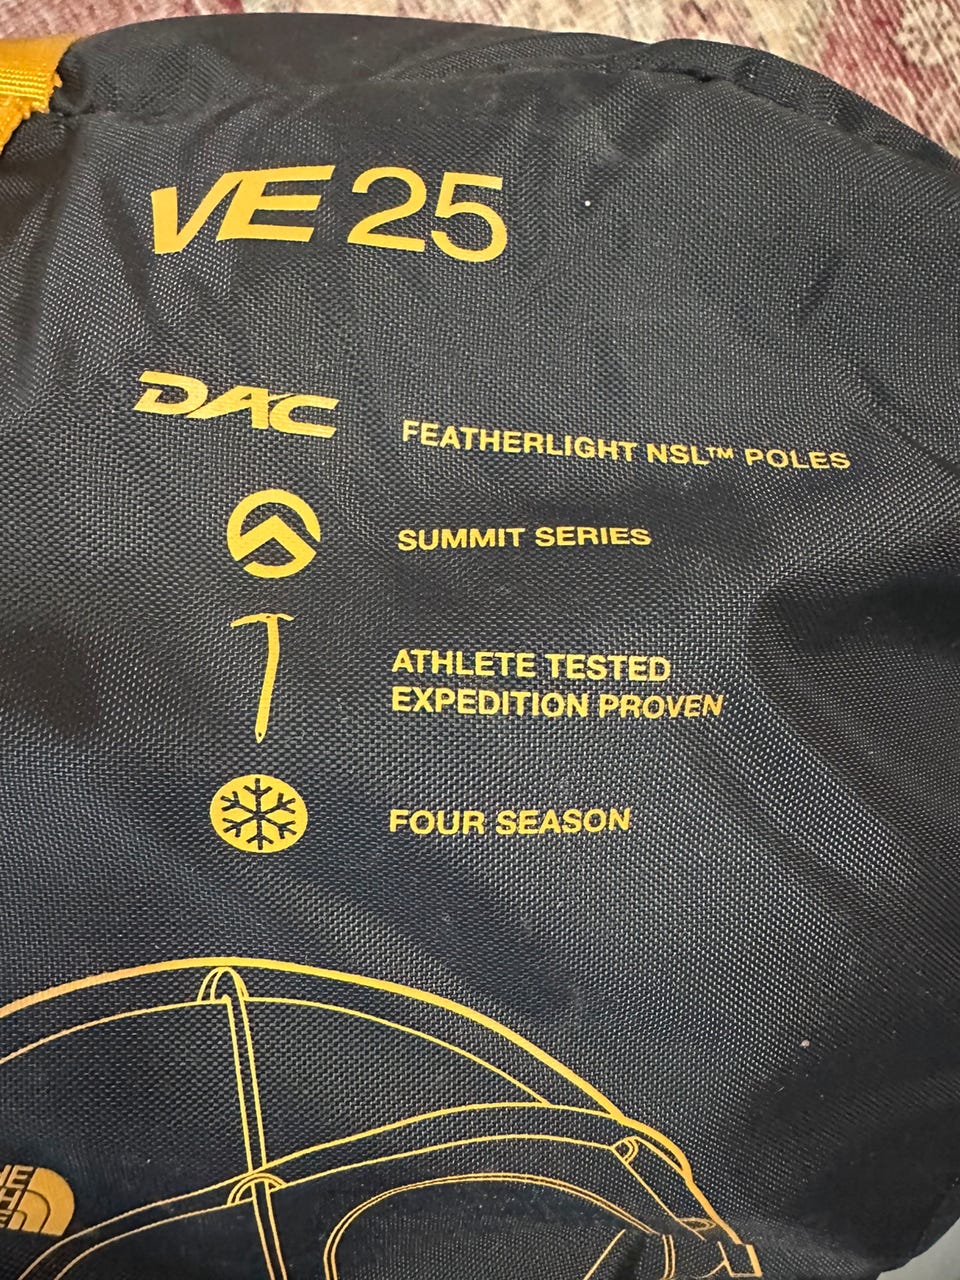 VE 25
DAC
FEATHERLIGHT NSL™ POLES
SUMMIT SERIES
ATHLETE TESTED
EXPEDITION PROVEN
FOUR SEASON